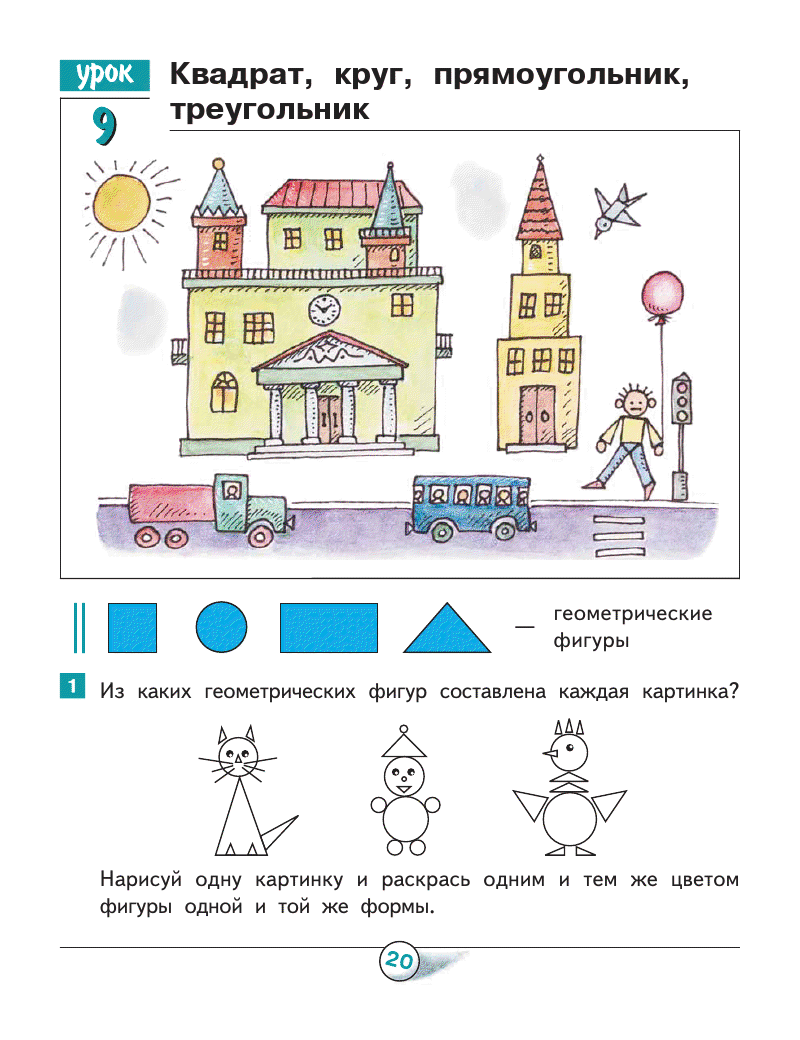 урок
9
Квадрат, круг, прямоугольник,
треугольник
— геометрические
фигуры
1 Из каких геометрических фигур составлена каждая картинка?
Нарисуй одну картинку и раскрась одним и тем же цветом
фигуры одной и той же формы.
20